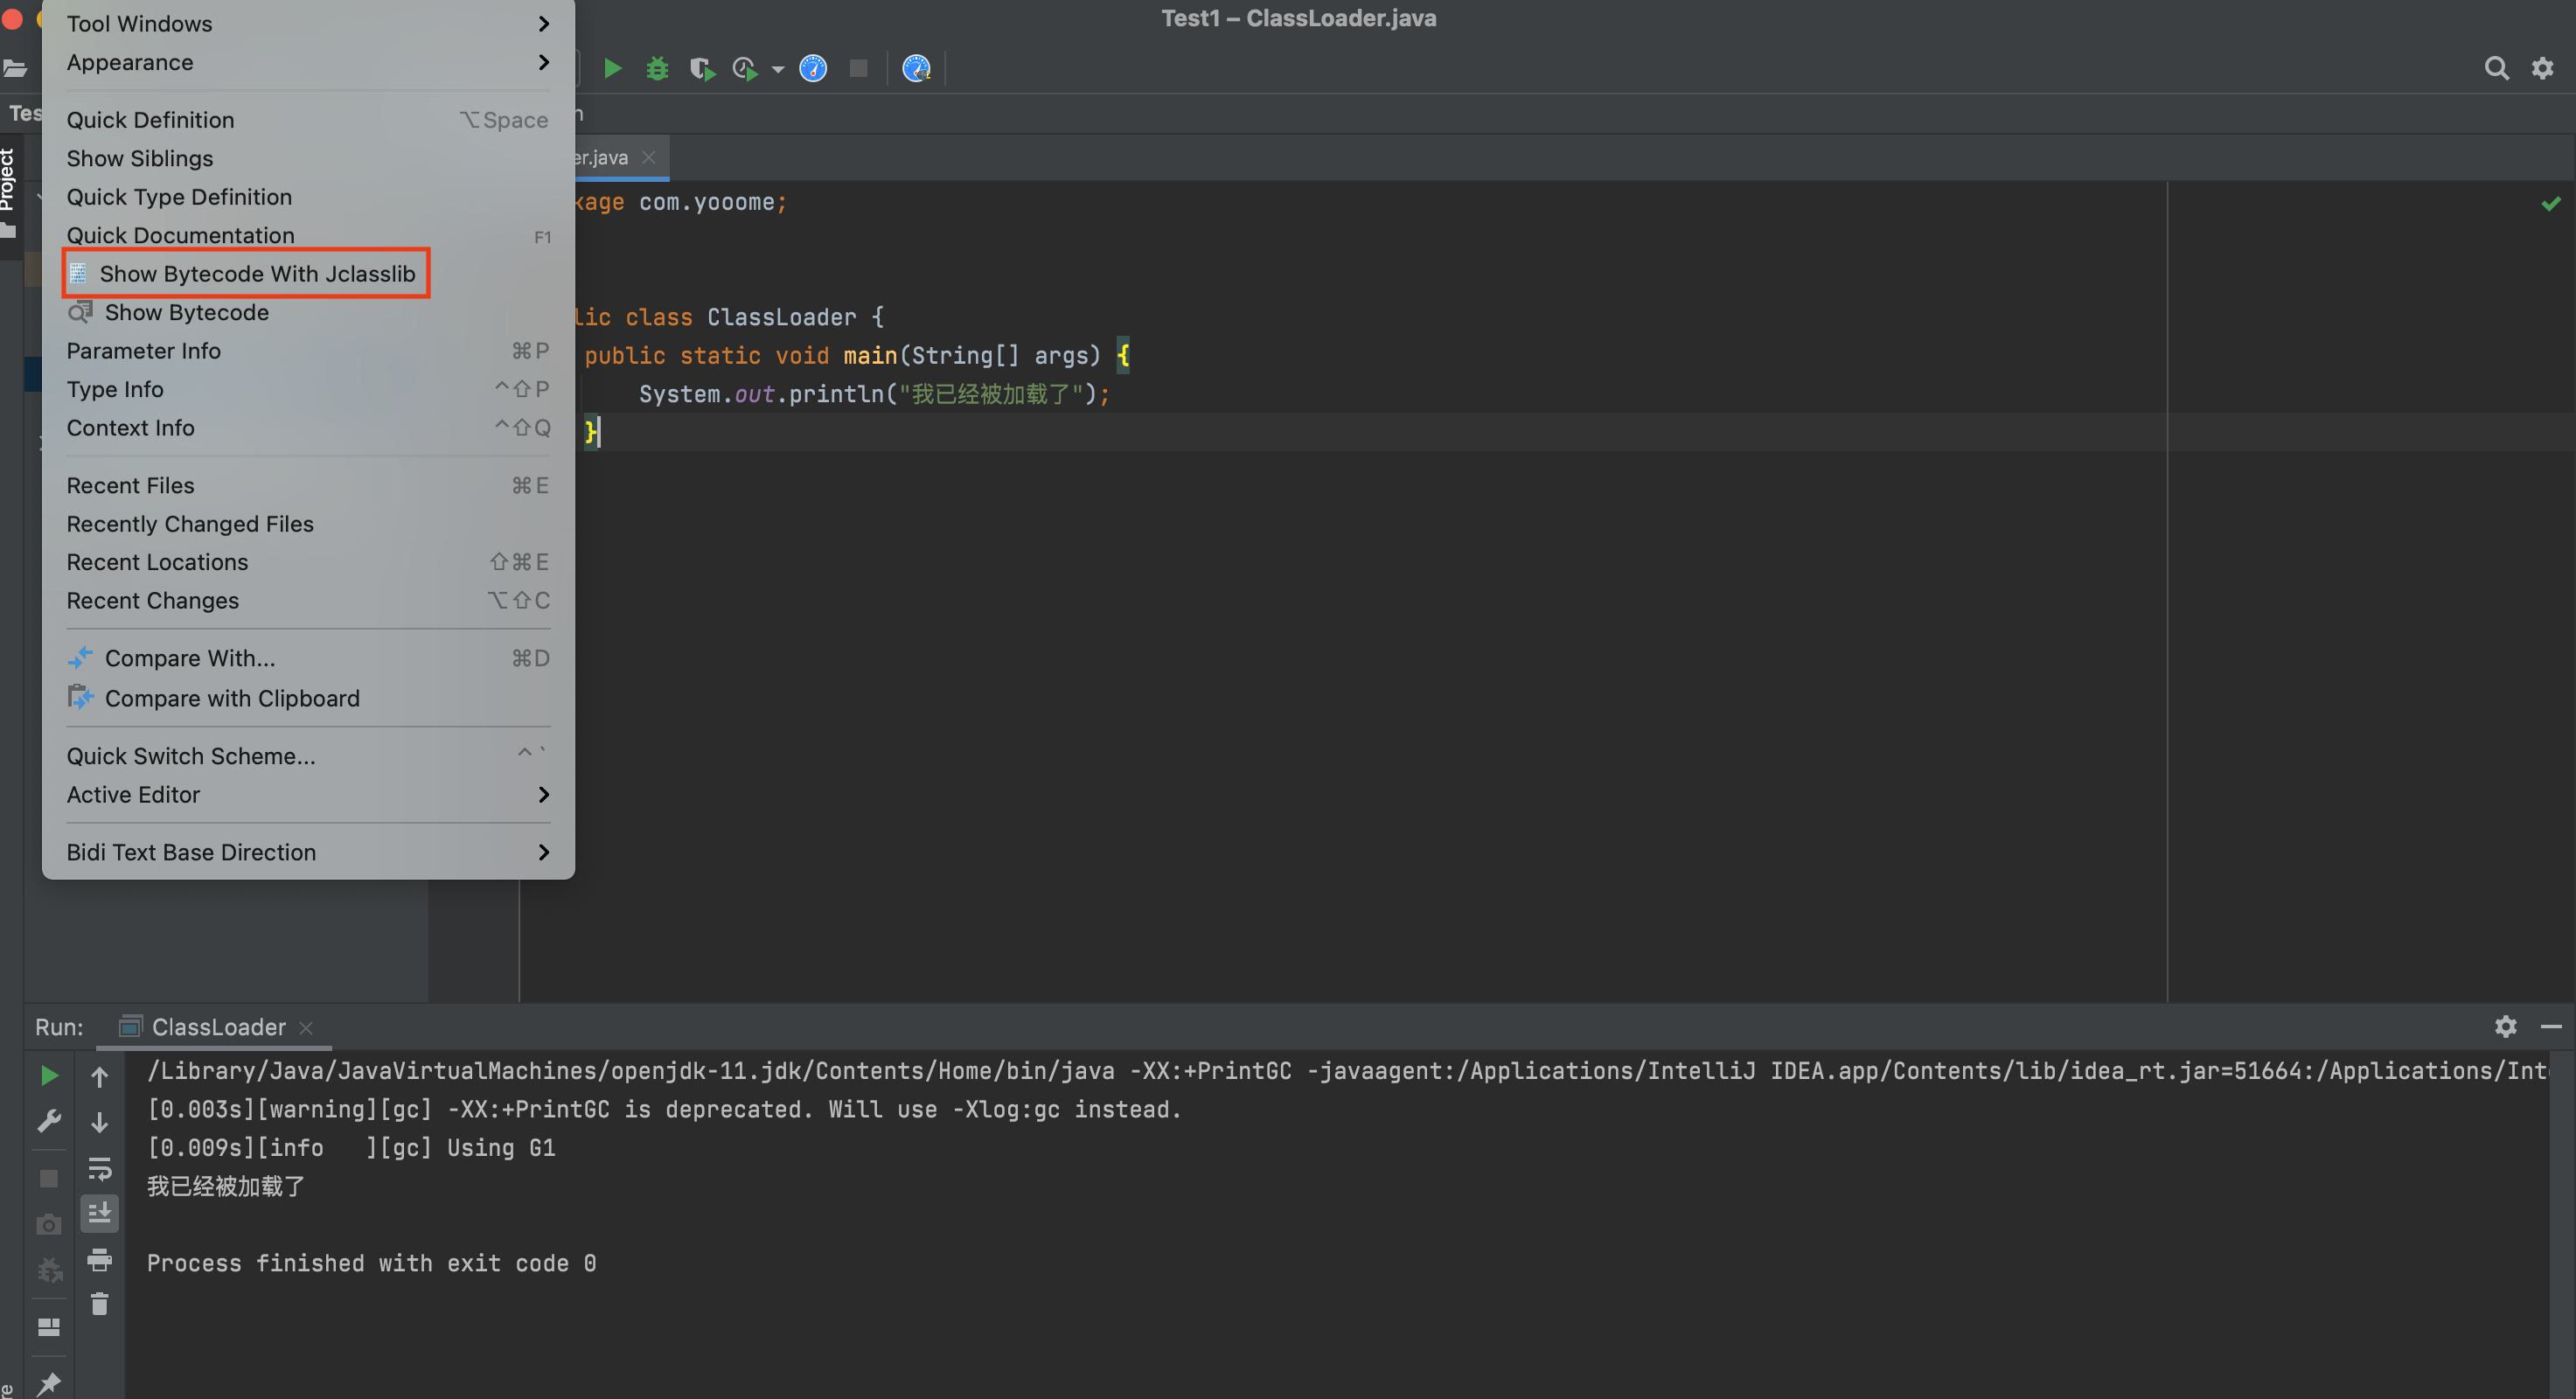 Test1 – ClassLoader.java
Tool Windows
Appearance
Quick Definition ⌥Space
Show Siblings
Quick Type Definition
Quick Documentation F1
Show Bytecode With Jclasslib
Show Bytecode
Parameter Info ⌘P
Type Info ^⇧P
Context Info ^⇧Q
Recent Files ⌘E
Recently Changed Files
Recent Locations ⇧⌘E
Recent Changes ⌥⇧C
Compare With... ⌘D
Compare with Clipboard
Quick Switch Scheme... ^`
Active Editor
Bidi Text Base Direction
Tes
Project
er.java
kage com.yooome;
lic class ClassLoader {
public static void main(String[] args) {
System.out.println("我已经被加载了");
}
Run: ClassLoader
/Library/Java/JavaVirtualMachines/openjdk-11.jdk/Contents/Home/bin/java -XX:+PrintGC -javaagent:/Applications/IntelliJ IDEA.app/Contents/lib/idea_rt.jar=51664:/Applications/Int
[0.003s][warning][gc] -XX:+PrintGC is deprecated. Will use -Xlog:gc instead.
[0.009s][info   ][gc] Using G1
我已经被加载了
Process finished with exit code 0